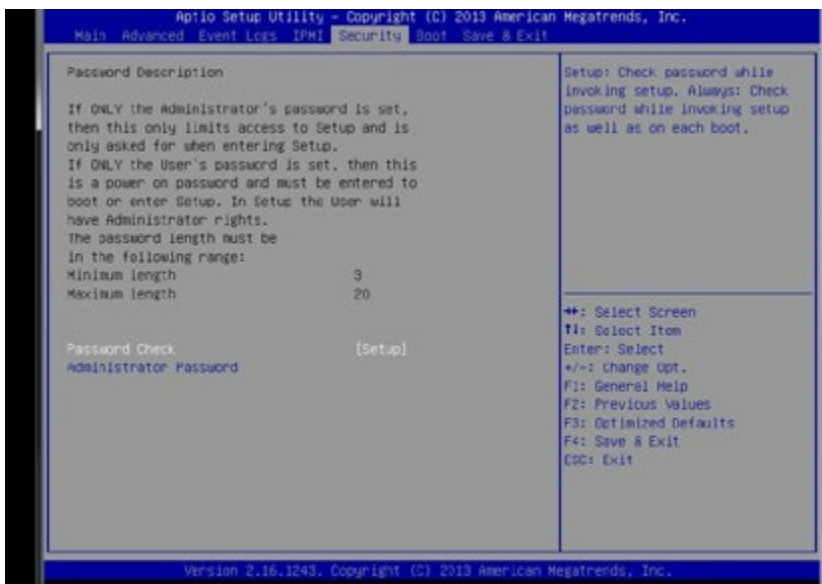 Aptio Setup Utility - Copyright (C) 2013 American Megatrends, Inc.
Main Advanced Event Logs IPMI Security Boot Save & Exit
Password Description
If ONLY the Administrator's password is set,
then this only limits access to Setup and is
only asked for when entering Setup.
If ONLY the User's password is set, then this
is a power on password and must be entered to
boot or enter Setup. In Setup the User will
have Administrator rights.
The password length must be
in the following range:
Minimum length 3
Maximum length 20
Password Check [Setup]
Administrator Password
Setup: Check password while
invoking setup. Always: Check
password while invoking setup
as well as on each boot.
→←: Select Screen
↑↓: Select Item
Enter: Select
+/-: Change Opt.
F1: General Help
F2: Previous Values
F3: Optimized Defaults
F4: Save & Exit
ESC: Exit
Version 2.16.1243. Copyright (C) 2013 American Megatrends, Inc.